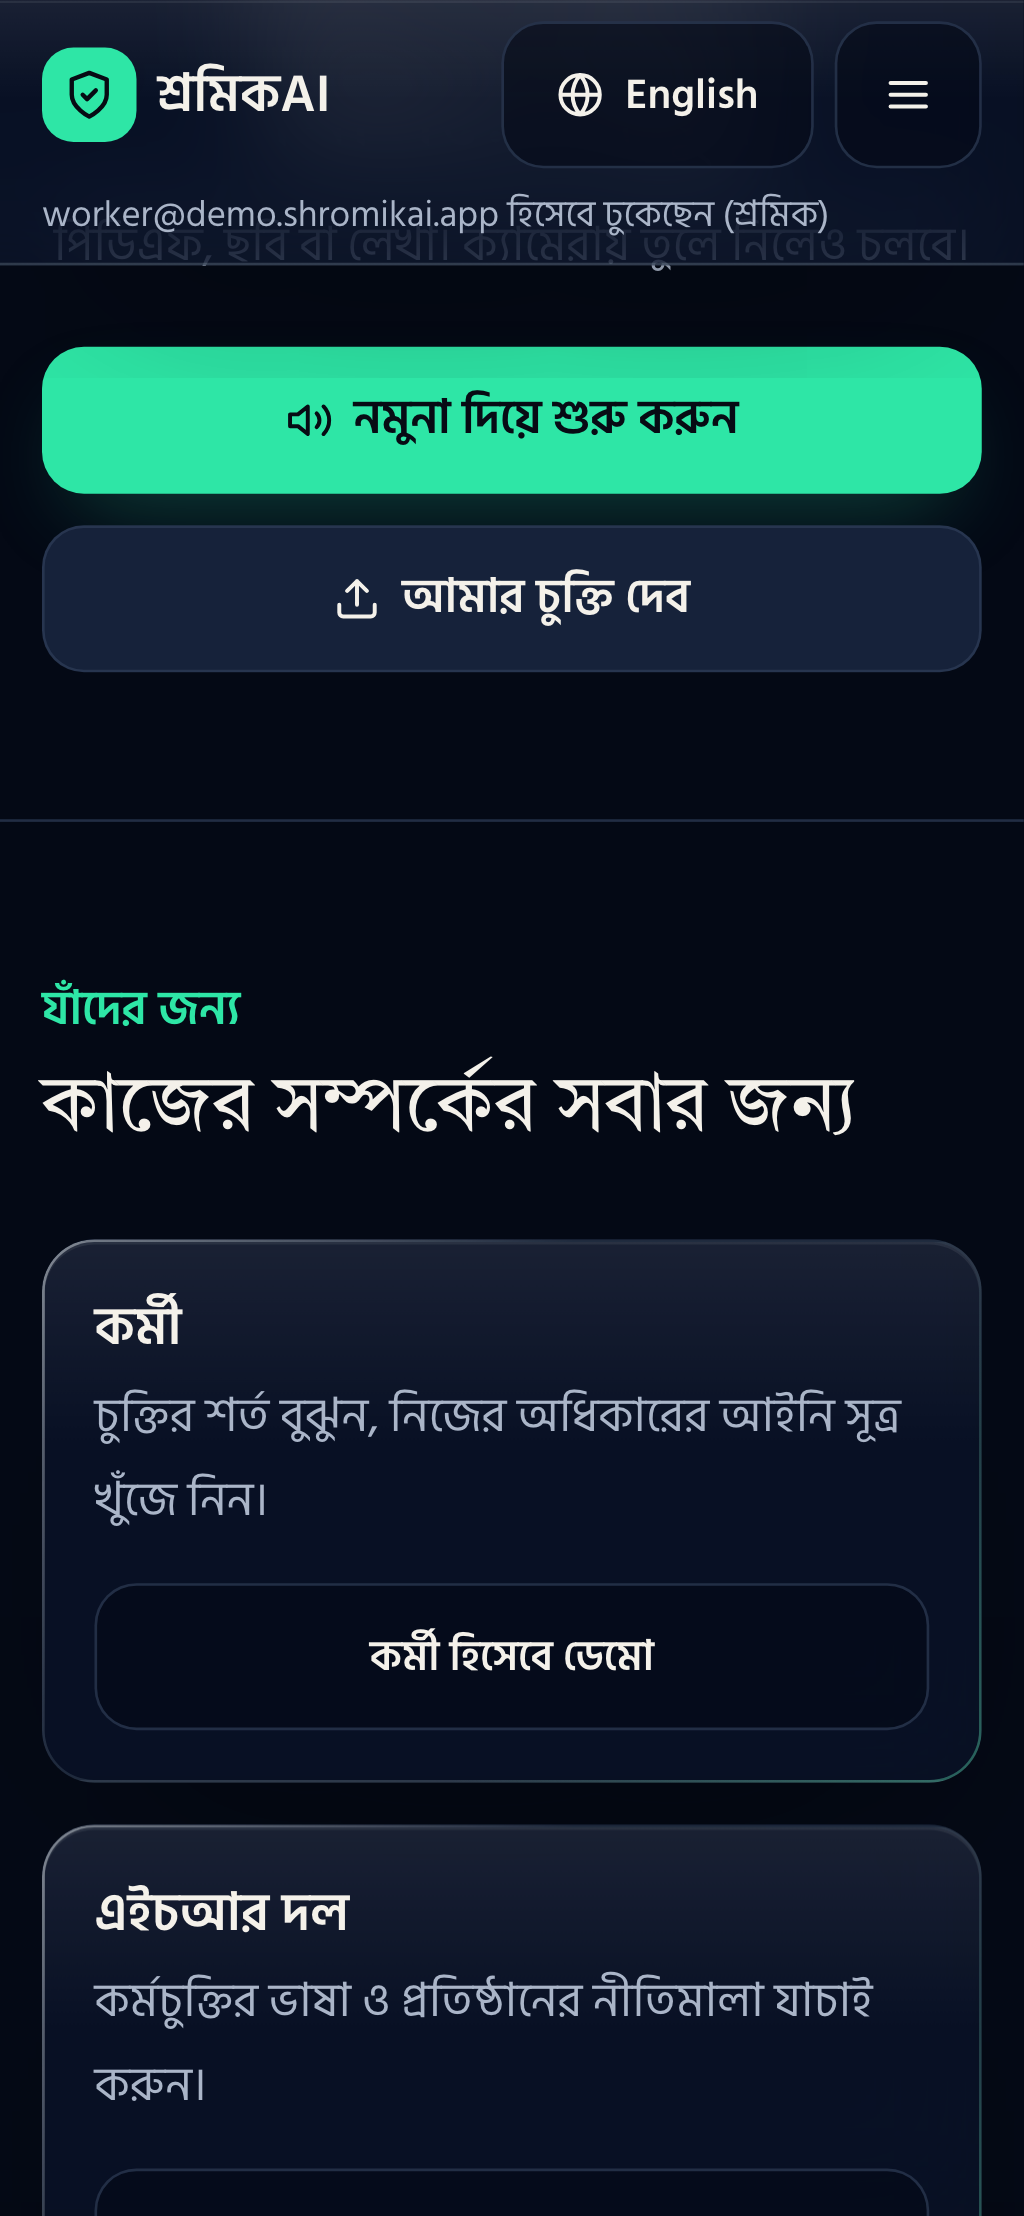 শ্রমিকAI
English
worker@demo.shromikai.app হিসেবে ঢুকেছেন (শ্রমিক)
পিডিএফ, ছবি বা লেখা। ক্যামেরায় তুলে নিলেও চলবে।
নমুনা দিয়ে শুরু করুন
আমার চুক্তি দেব
যাঁদের জন্য
কাজের সম্পর্কের সবার জন্য
কর্মী
চুক্তির শর্ত বুঝুন, নিজের অধিকারের আইনি সূত্র
খুঁজে নিন।
কর্মী হিসেবে ডেমো
এইচআর দল
কর্মচুক্তির ভাষা ও প্রতিষ্ঠানের নীতিমালা যাচাই
করুন।